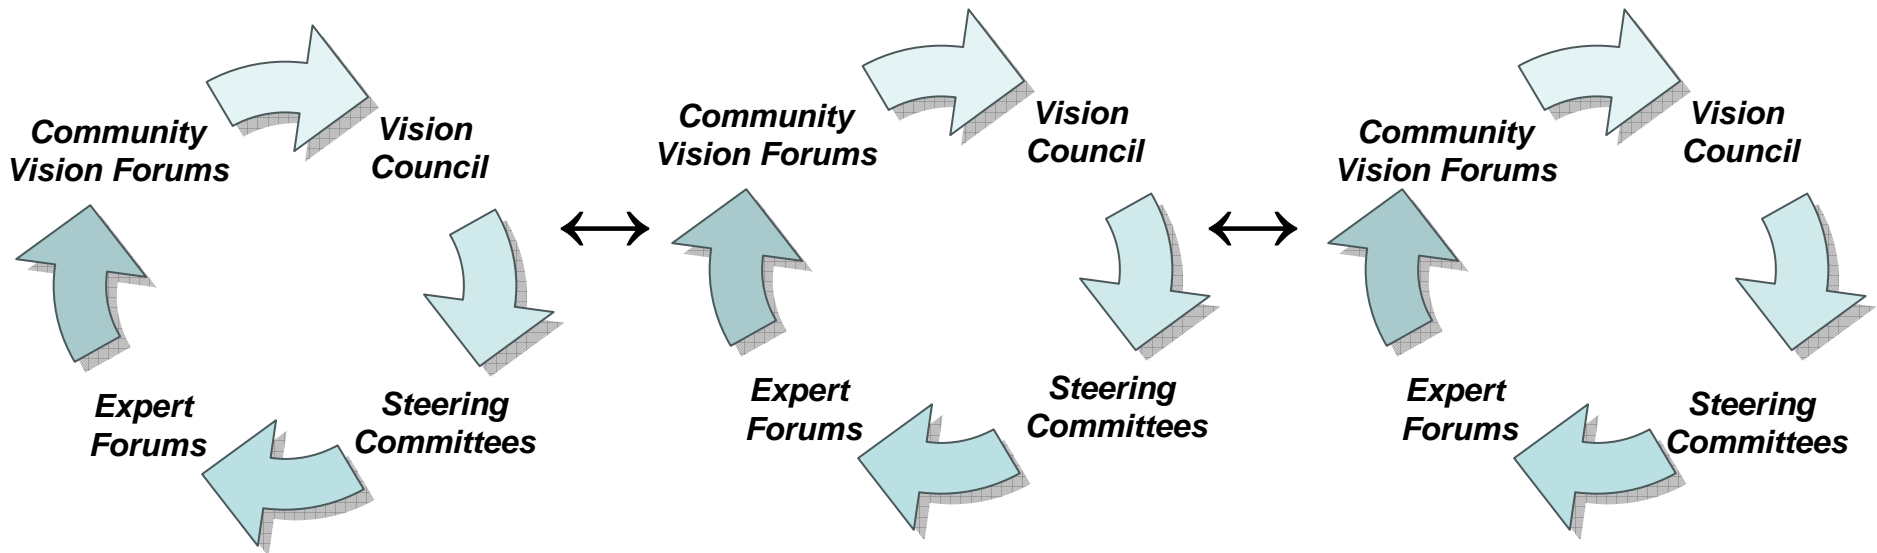 Community
Vision Forums
Vision
Council
Steering
Committees
Expert
Forums
Community
Vision Forums
Vision
Council
Steering
Committees
Expert
Forums
Community
Vision Forums
Vision
Council
Steering
Committees
Expert
Forums